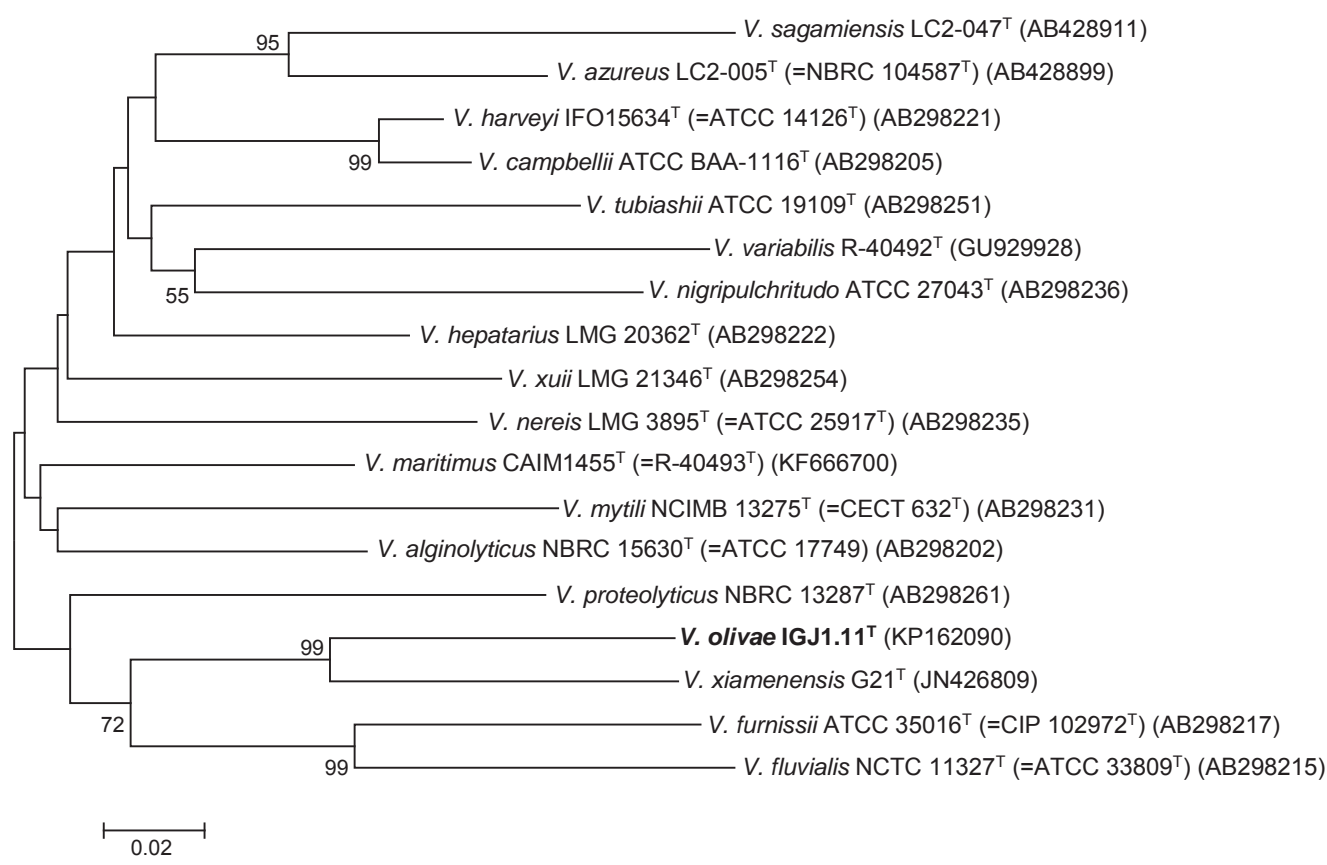 95
V. sagamiensis LC2-047ᵀ (AB428911)
V. azureus LC2-005ᵀ (=NBRC 104587ᵀ) (AB428899)
V. harveyi IFO15634ᵀ (=ATCC 14126ᵀ) (AB298221)
99
V. campbellii ATCC BAA-1116ᵀ (AB298205)
V. tubiashii ATCC 19109ᵀ (AB298251)
V. variabilis R-40492ᵀ (GU929928)
55
V. nigripulchritudo ATCC 27043ᵀ (AB298236)
V. hepatarius LMG 20362ᵀ (AB298222)
V. xuii LMG 21346ᵀ (AB298254)
V. nereis LMG 3895ᵀ (=ATCC 25917ᵀ) (AB298235)
V. maritimus CAIM1455ᵀ (=R-40493ᵀ) (KF666700)
V. mytili NCIMB 13275ᵀ (=CECT 632ᵀ) (AB298231)
V. alginolyticus NBRC 15630ᵀ (=ATCC 17749) (AB298202)
V. proteolyticus NBRC 13287ᵀ (AB298261)
99
V. olivae IGJ1.11ᵀ (KP162090)
V. xiamenensis G21ᵀ (JN426809)
72
V. furnissii ATCC 35016ᵀ (=CIP 102972ᵀ) (AB298217)
99
V. fluvialis NCTC 11327ᵀ (=ATCC 33809ᵀ) (AB298215)
0.02